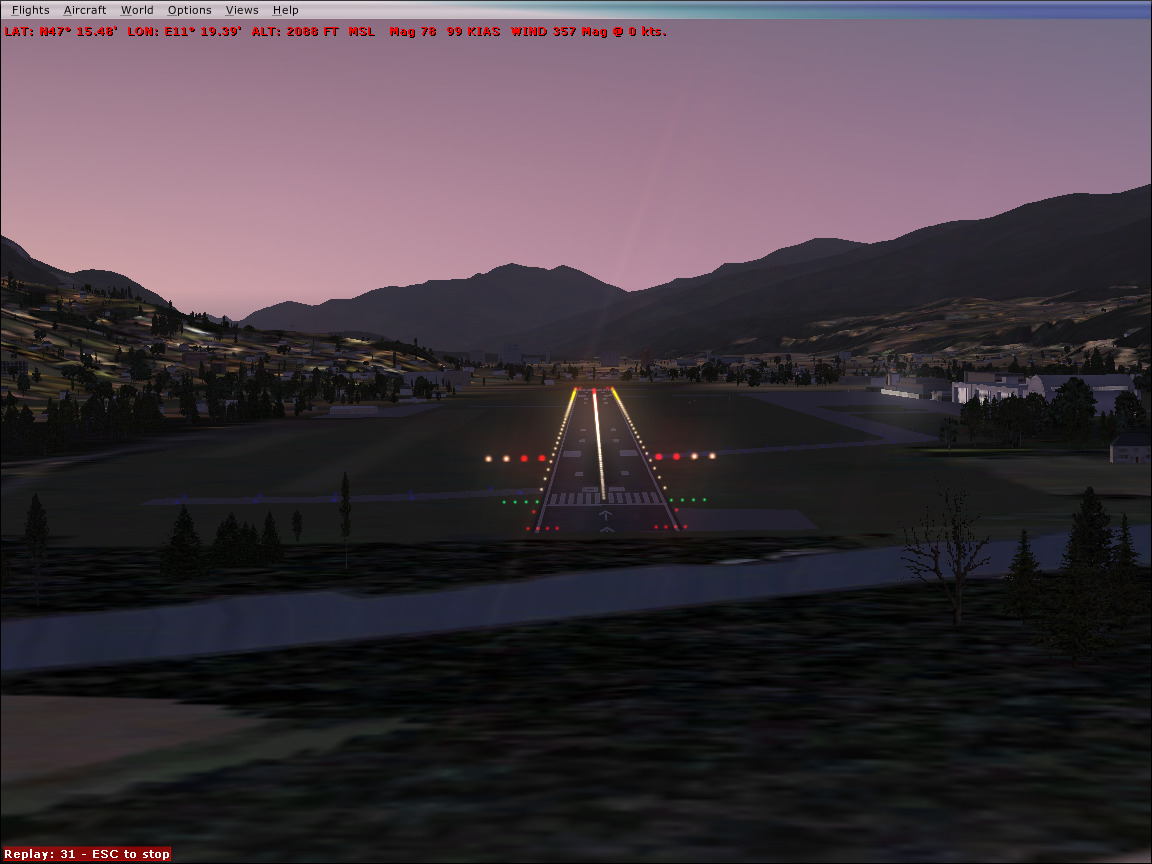 Flights Aircraft World Options Views Help
LAT: N47° 15.48' LON: E11° 19.39' ALT: 2088 FT MSL Mag 78 99 KIAS WIND 357 Mag @ 0 kts.
Replay: 31 - ESC to stop